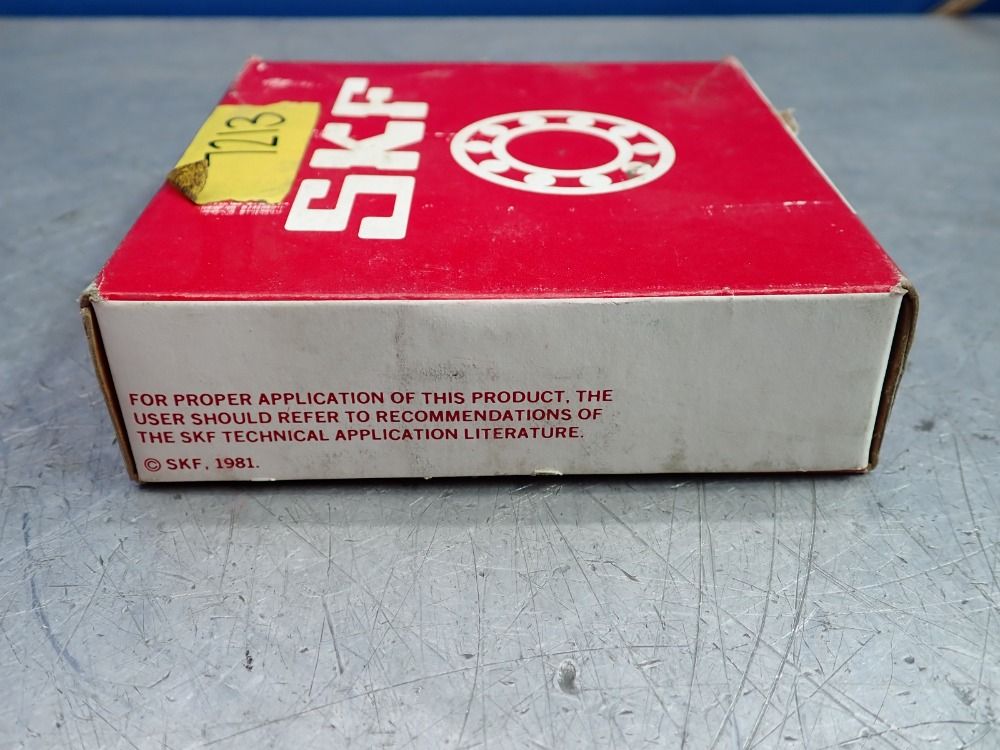 7213
SKF
FOR PROPER APPLICATION OF THIS PRODUCT, THE
USER SHOULD REFER TO RECOMMENDATIONS OF
THE SKF TECHNICAL APPLICATION LITERATURE.
© SKF, 1981.